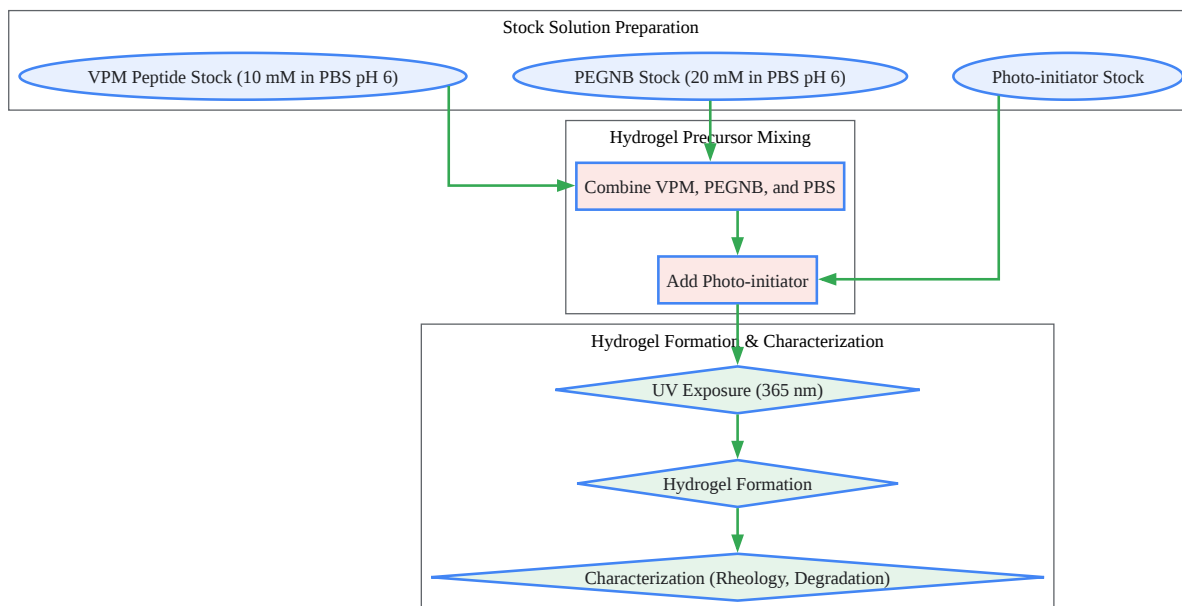 Stock Solution Preparation
VPM Peptide Stock (10 mM in PBS pH 6)
PEGNB Stock (20 mM in PBS pH 6)
Photo-initiator Stock
Hydrogel Precursor Mixing
Combine VPM, PEGNB, and PBS
Add Photo-initiator
Hydrogel Formation & Characterization
UV Exposure (365 nm)
Hydrogel Formation
Characterization (Rheology, Degradation)